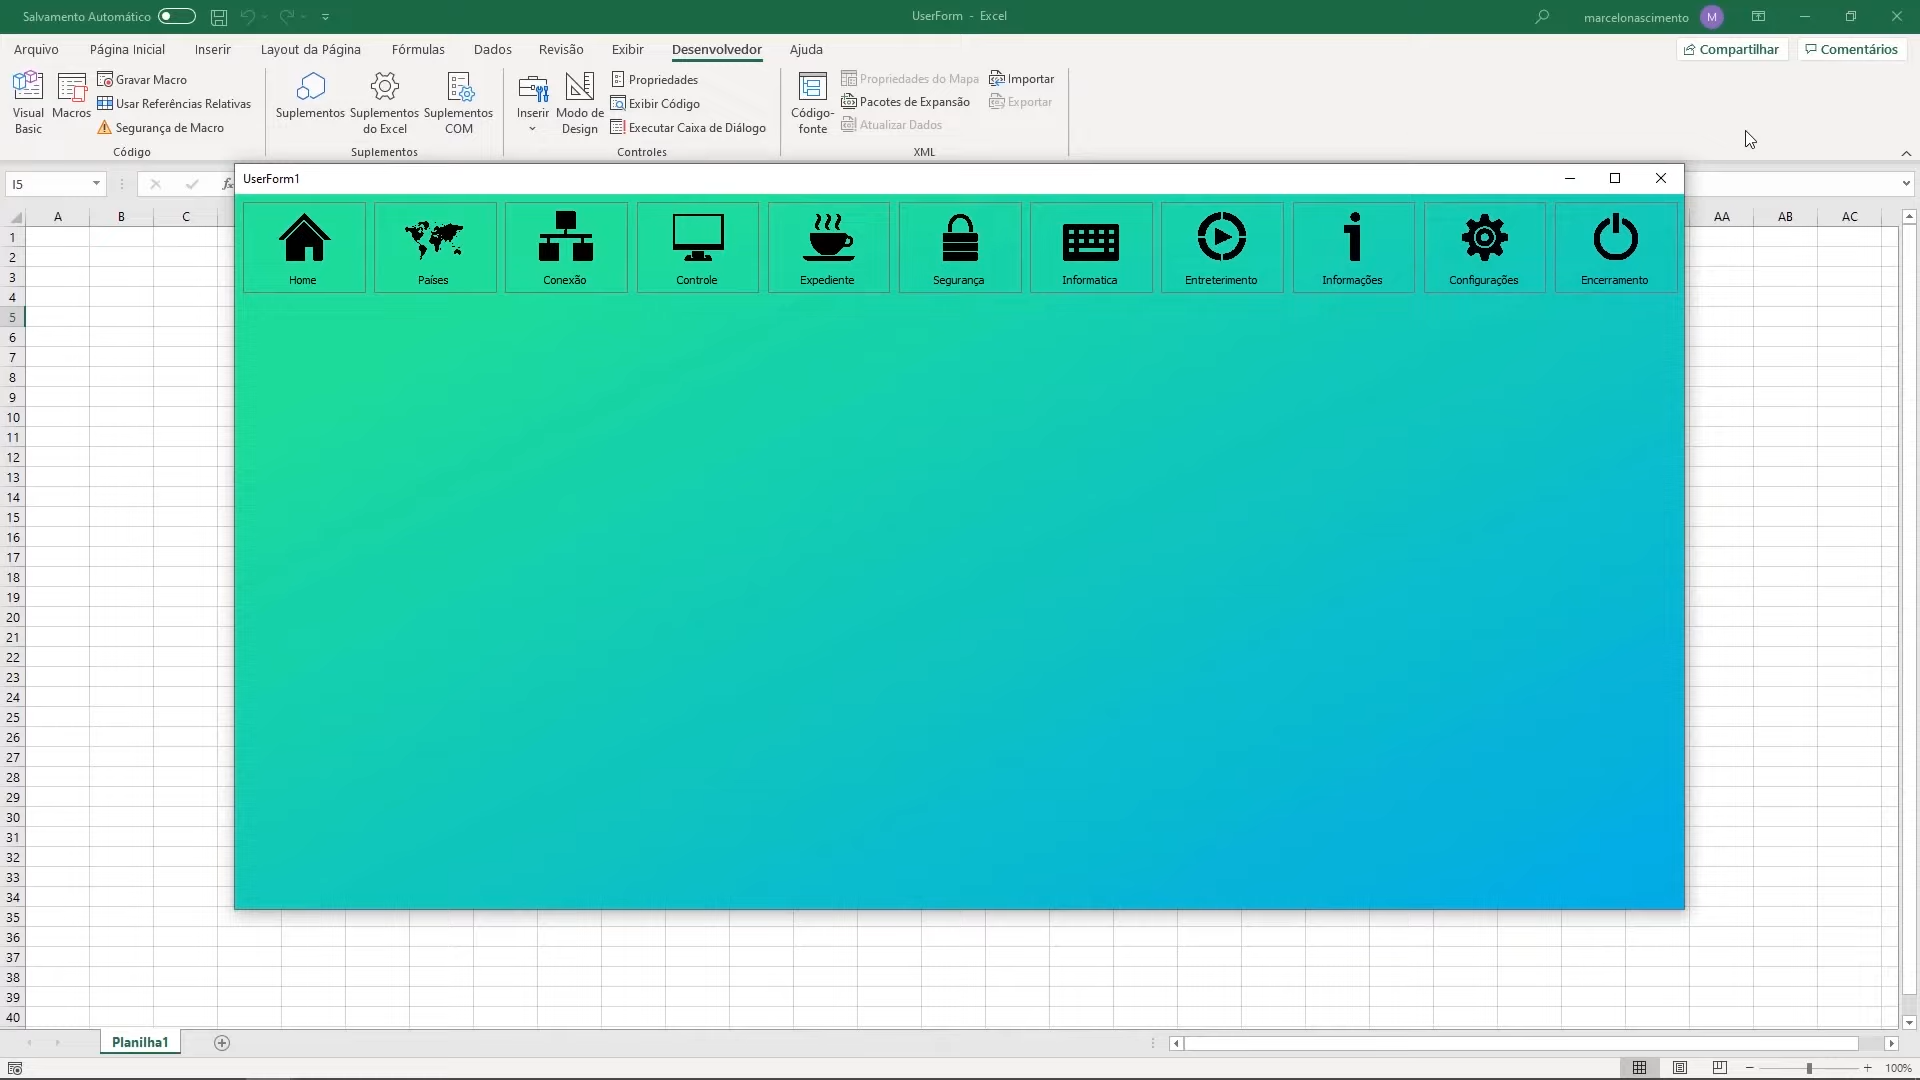 Salvamento Automático
UserForm - Excel
marcelonascimento
M
Arquivo
Página Inicial
Inserir
Layout da Página
Fórmulas
Dados
Revisão
Exibir
Desenvolvedor
Ajuda
Compartilhar
Comentários
Visual Basic
Macros
Gravar Macro
Usar Referências Relativas
Segurança de Macro
Código
Suplementos
Suplementos do Excel
Suplementos COM
Suplementos
Inserir
Modo de Design
Propriedades
Exibir Código
Executar Caixa de Diálogo
Controles
Código-fonte
Propriedades do Mapa
Pacotes de Expansão
Atualizar Dados
Importar
Exportar
XML
I5
fx
UserForm1
A B C AA AB AC
Home
Países
Conexão
Controle
Expediente
Segurança
Informatica
Entreterimento
Informações
Configurações
Encerramento
1
2
3
4
5
6
7
8
9
10
11
12
13
14
15
16
17
18
19
20
21
22
23
24
25
26
27
28
29
30
31
32
33
34
35
36
37
38
39
40
Planilha1
100%